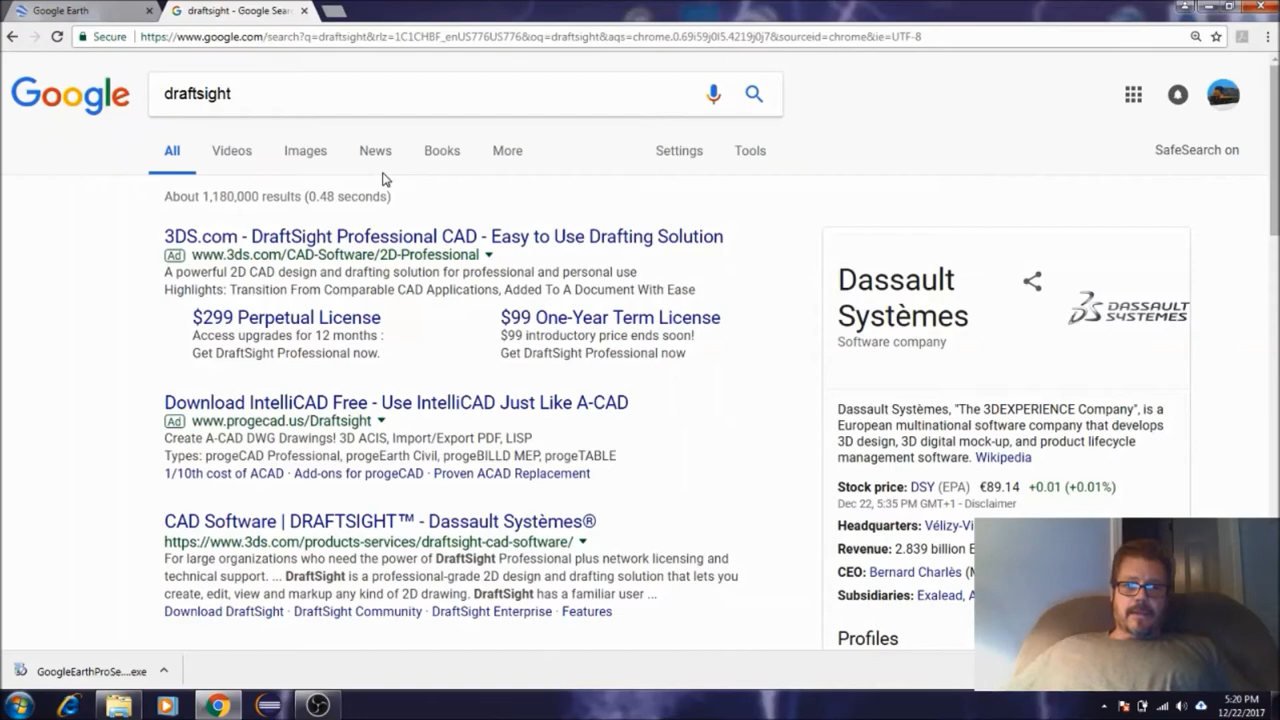 Google Earth
draftsight - Google Sear
Secure
https://www.google.com/search?q=draftsight&rlz=1C1CHBF_enUS776US776&oq=draftsight&aqs=chrome.0.69i59j0l5.4219j0j7&sourceid=chrome&ie=UTF-8
Google
draftsight
All Videos Images News Books More Settings Tools
SafeSearch on
About 1,180,000 results (0.48 seconds)
3DS.com - DraftSight Professional CAD - Easy to Use Drafting Solution
Ad www.3ds.com/CAD-Software/2D-Professional
A powerful 2D CAD design and drafting solution for professional and personal use
Highlights: Transition From Comparable CAD Applications, Added To A Document With Ease
$299 Perpetual License
Access upgrades for 12 months :
Get DraftSight Professional now.
$99 One-Year Term License
$99 introductory price ends soon!
Get DraftSight Professional now
Download IntelliCAD Free - Use IntelliCAD Just Like A-CAD
Ad www.progecad.us/Draftsight
Create A-CAD DWG Drawings! 3D ACIS, Import/Export PDF, LISP
Types: progeCAD Professional, progeEarth Civil, progeBILLD MEP, progeTABLE
1/10th cost of ACAD · Add-ons for progeCAD · Proven ACAD Replacement
CAD Software | DRAFTSIGHT™ - Dassault Systèmes®
https://www.3ds.com/products-services/draftsight-cad-software/
For large organizations who need the power of DraftSight Professional plus network licensing and
technical support. ... DraftSight is a professional-grade 2D design and drafting solution that lets you
create, edit, view and markup any kind of 2D drawing. DraftSight has a familiar user ...
Download DraftSight · DraftSight Community · DraftSight Enterprise · Features
Dassault
Systèmes
Software company
DASSAULT
SYSTEMES
Dassault Systèmes, "The 3DEXPERIENCE Company", is a
European multinational software company that develops
3D design, 3D digital mock-up, and product lifecycle
management software. Wikipedia
Stock price: DSY (EPA) €89.14 +0.01 (+0.01%)
Dec 22, 5:35 PM GMT+1 - Disclaimer
Headquarters: Vélizy-Vi
Revenue: 2.839 billion E
CEO: Bernard Charlès (
Subsidiaries: Exalead, A
Profiles
GoogleEarthProSe....exe
5:20 PM
12/22/2017